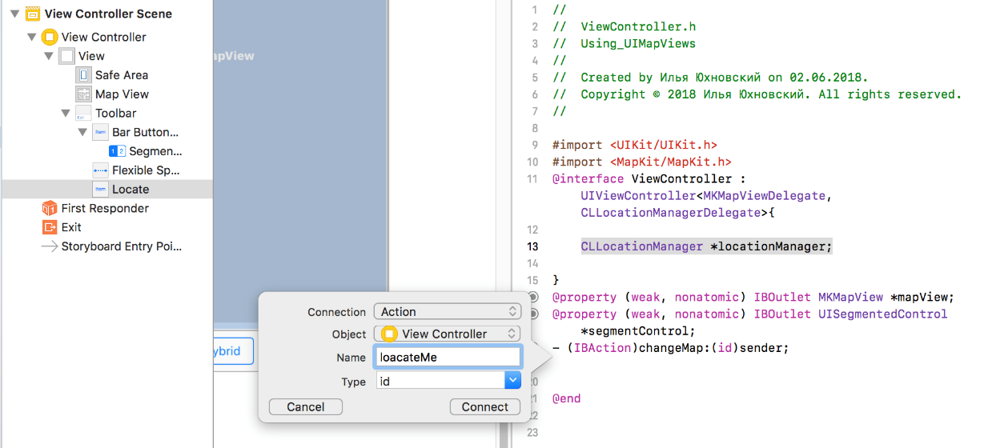 View Controller Scene
View Controller
View
Safe Area
Map View
Toolbar
Bar Button...
Segmen...
Flexible Sp...
Locate
First Responder
Exit
Storyboard Entry Poi...
apView
ybrid
Connection Action
Object View Controller
Name loacateMe
Type id
Cancel Connect
1 //
2 // ViewController.h
3 // Using_UIMapViews
4 //
5 // Created by Илья Юхновский on 02.06.2018.
6 // Copyright © 2018 Илья Юхновский. All rights reserved.
7 //
8
9 #import <UIKit/UIKit.h>
10 #import <MapKit/MapKit.h>
11 @interface ViewController :
UIViewController<MKMapViewDelegate,
CLLocationManagerDelegate>{
12
13 CLLocationManager *locationManager;
14
15 }
@property (weak, nonatomic) IBOutlet MKMapView *mapView;
@property (weak, nonatomic) IBOutlet UISegmentedControl
*segmentControl;
- (IBAction)changeMap:(id)sender;
20
21 @end
22
23